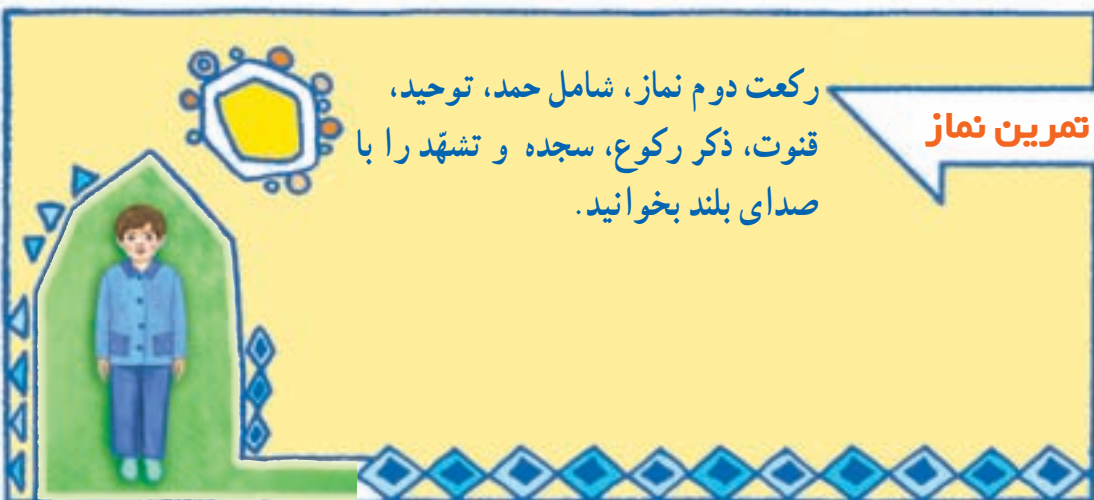 تمرین نماز
رکعت دوم نماز، شامل حمد، توحید،
قنوت، ذکر رکوع، سجده و تشهّد را با
صدای بلند بخوانید.